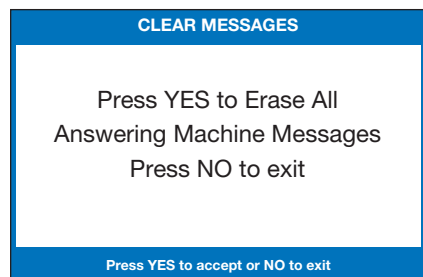 CLEAR MESSAGES
Press YES to Erase All
Answering Machine Messages
Press NO to exit
Press YES to accept or NO to exit